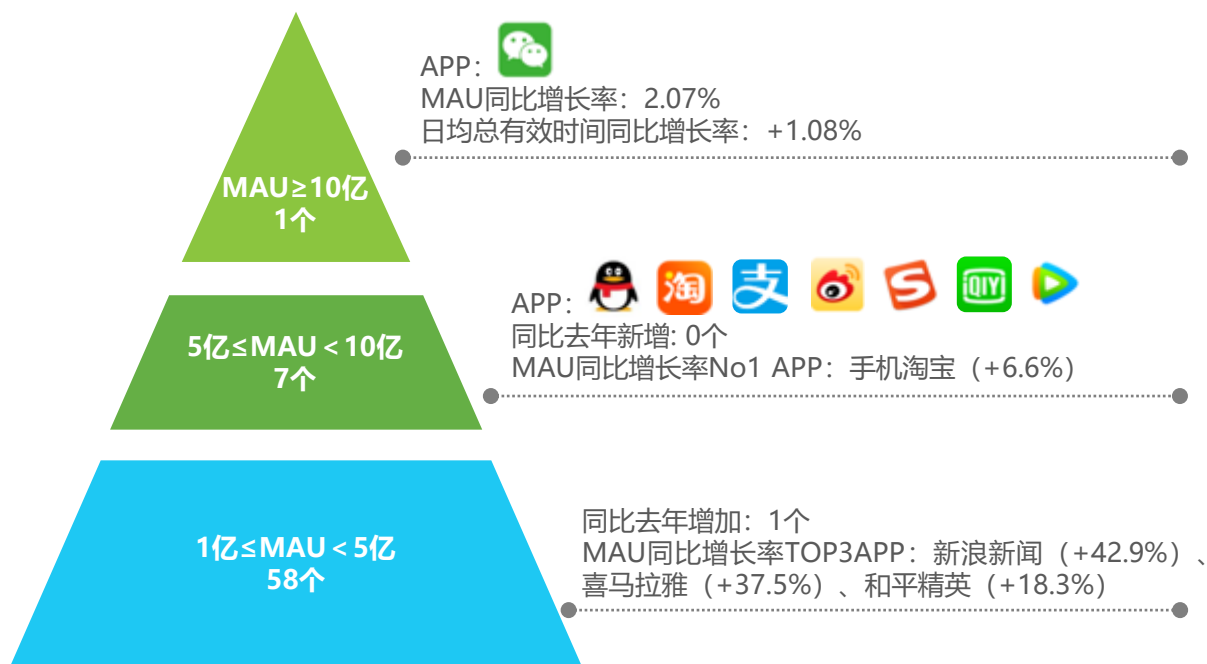 APP：
MAU同比增长率：2.07%
日均总有效时间同比增长率：+1.08%
MAU≥10亿
1个
APP：
淘
支
iQIY
同比去年新增: 0个
MAU同比增长率No1 APP：手机淘宝（+6.6%）
5亿≤MAU＜10亿
7个
同比去年增加：1个
MAU同比增长率TOP3APP：新浪新闻（+42.9%）、
喜马拉雅（+37.5%）、和平精英（+18.3%）
1亿≤MAU＜5亿
58个